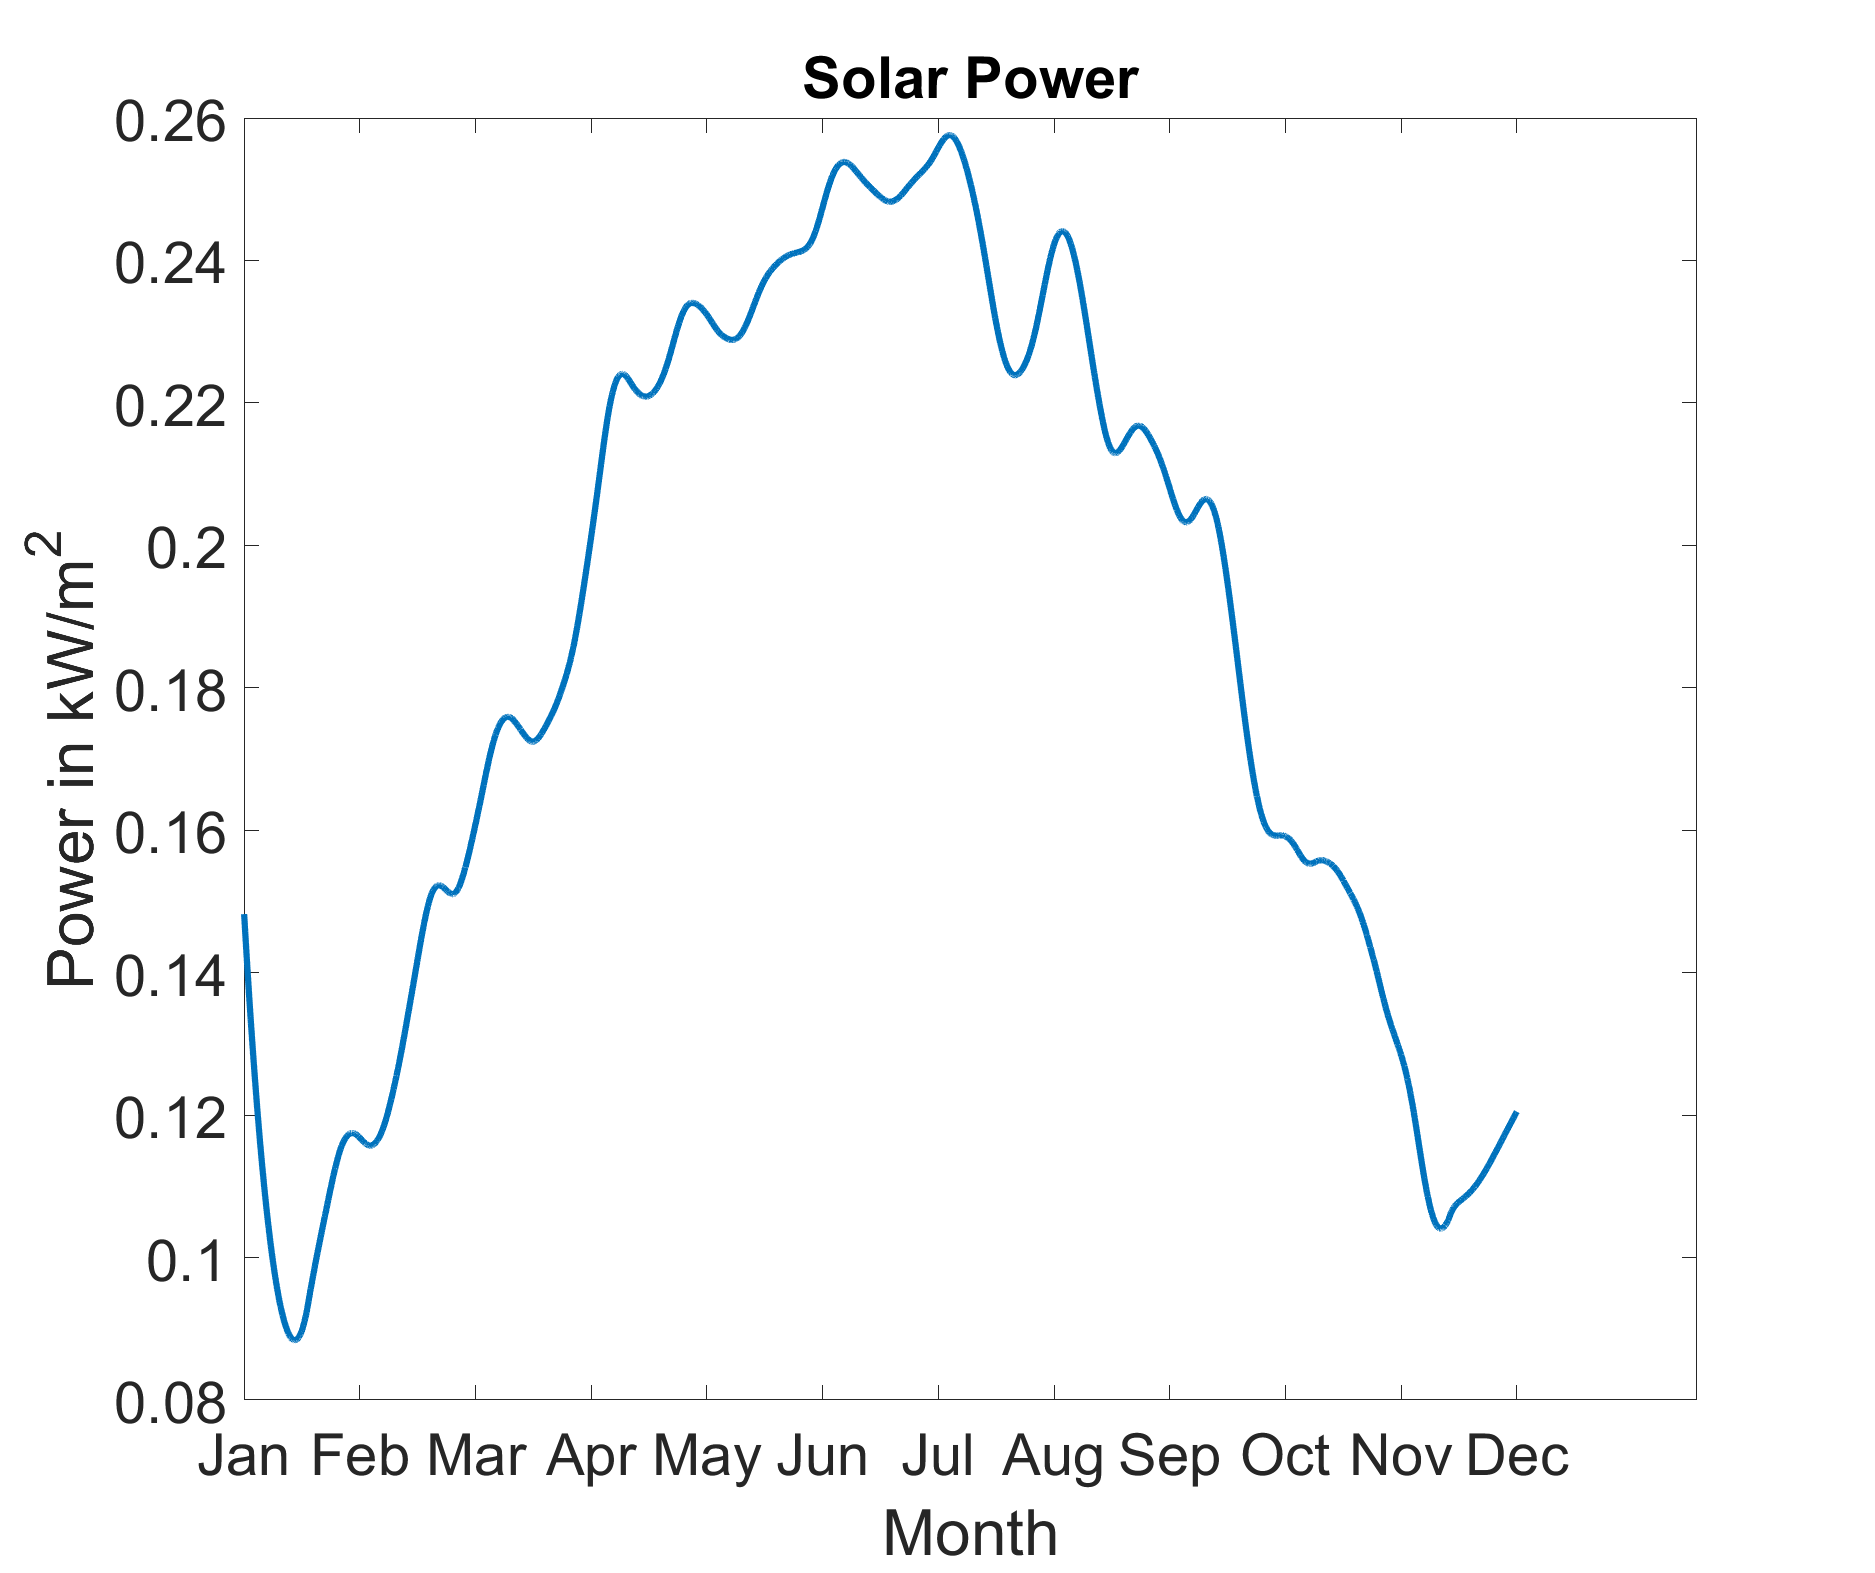 Solar Power
0.26
0.24
0.22
0.2
0.18
0.16
0.14
0.12
0.1
0.08
Power in kW/m²
Jan Feb Mar Apr May Jun Jul Aug Sep Oct Nov Dec
Month